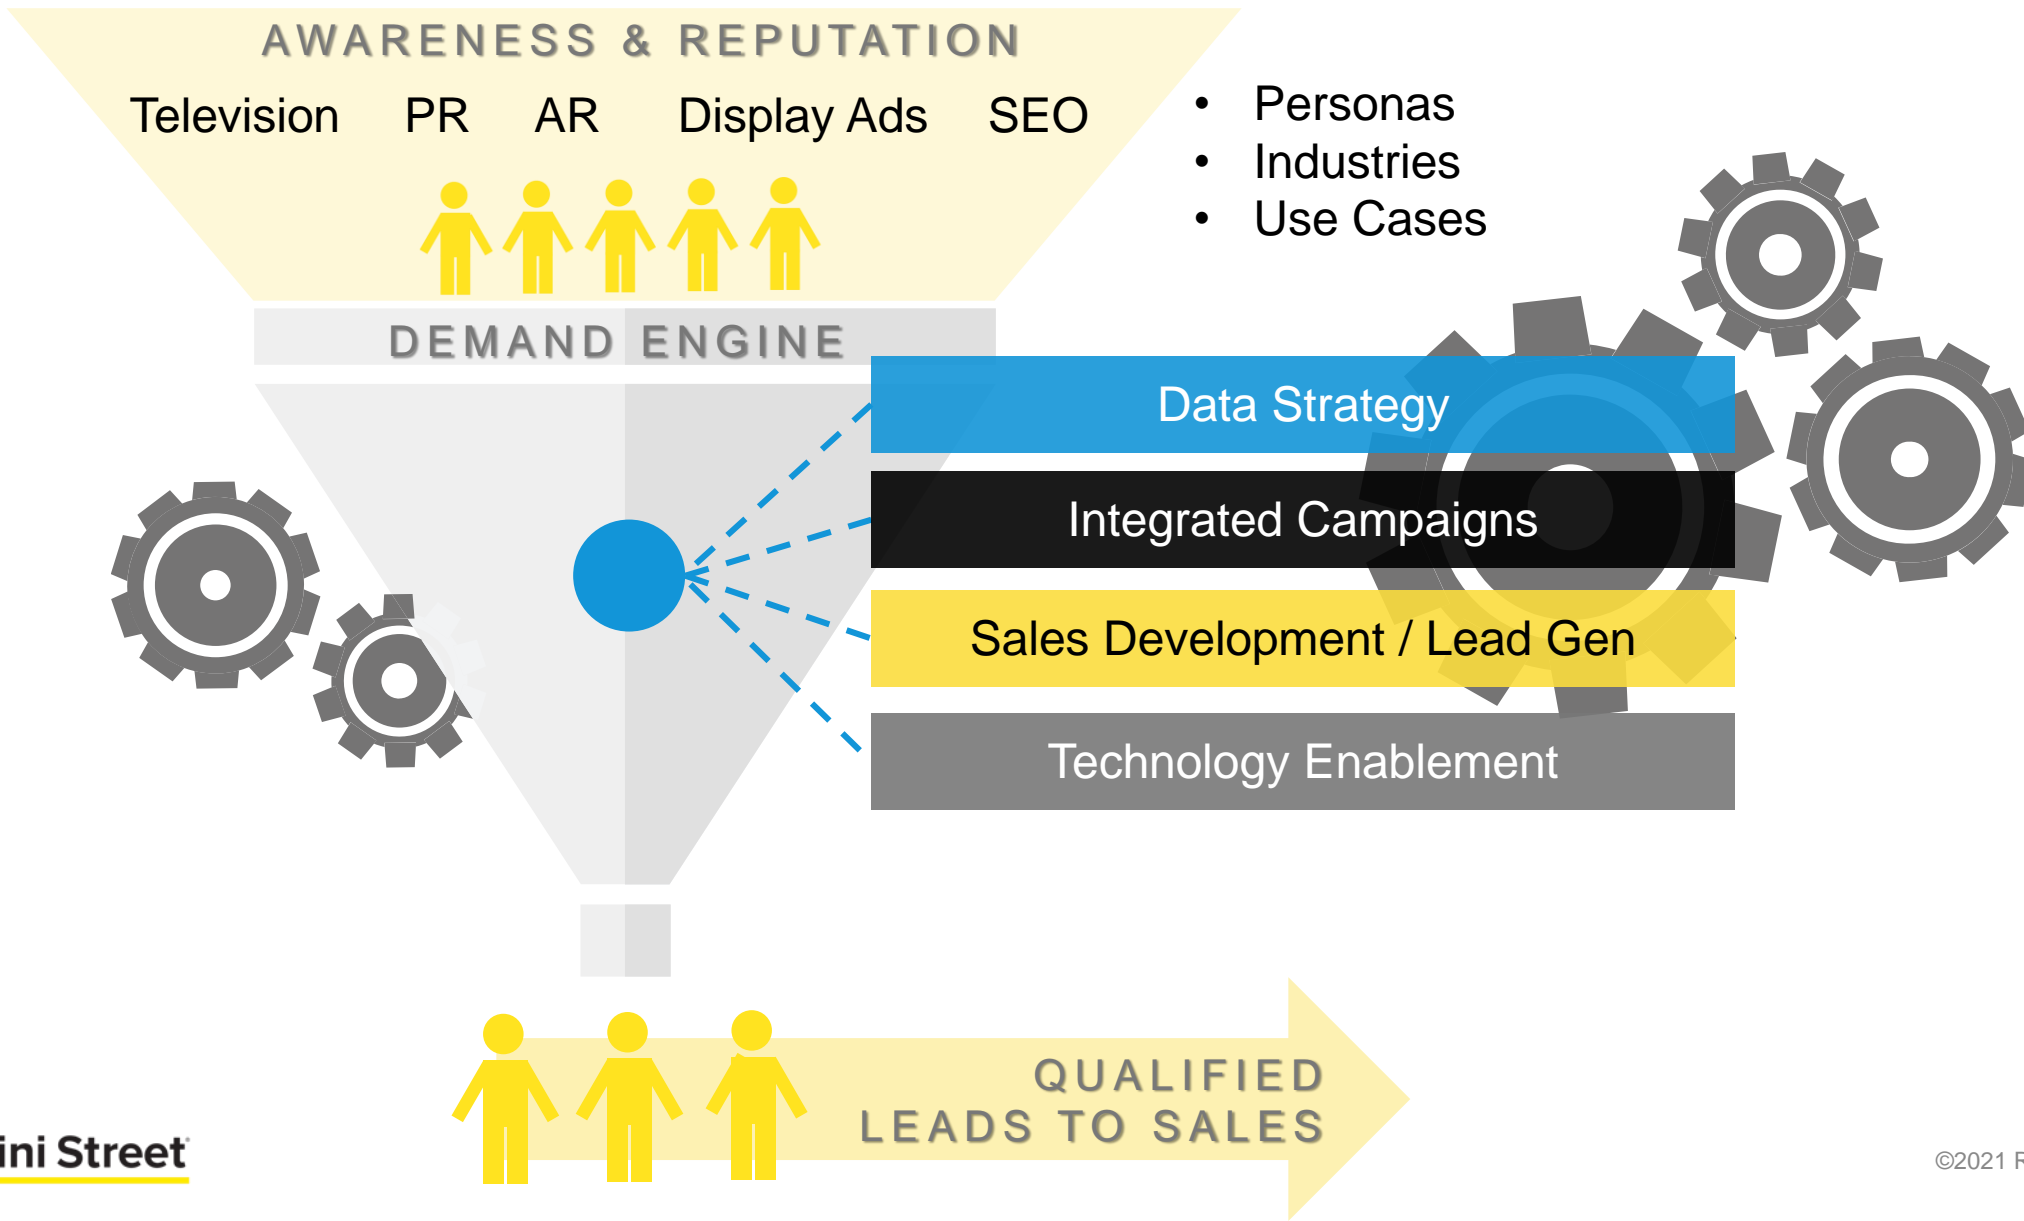 AWARENESS & REPUTATION
Television PR AR Display Ads SEO
• Personas
• Industries
• Use Cases
DEMAND ENGINE
Data Strategy
Integrated Campaigns
Sales Development / Lead Gen
Technology Enablement
QUALIFIED
LEADS TO SALES
ini Street
©2021 R